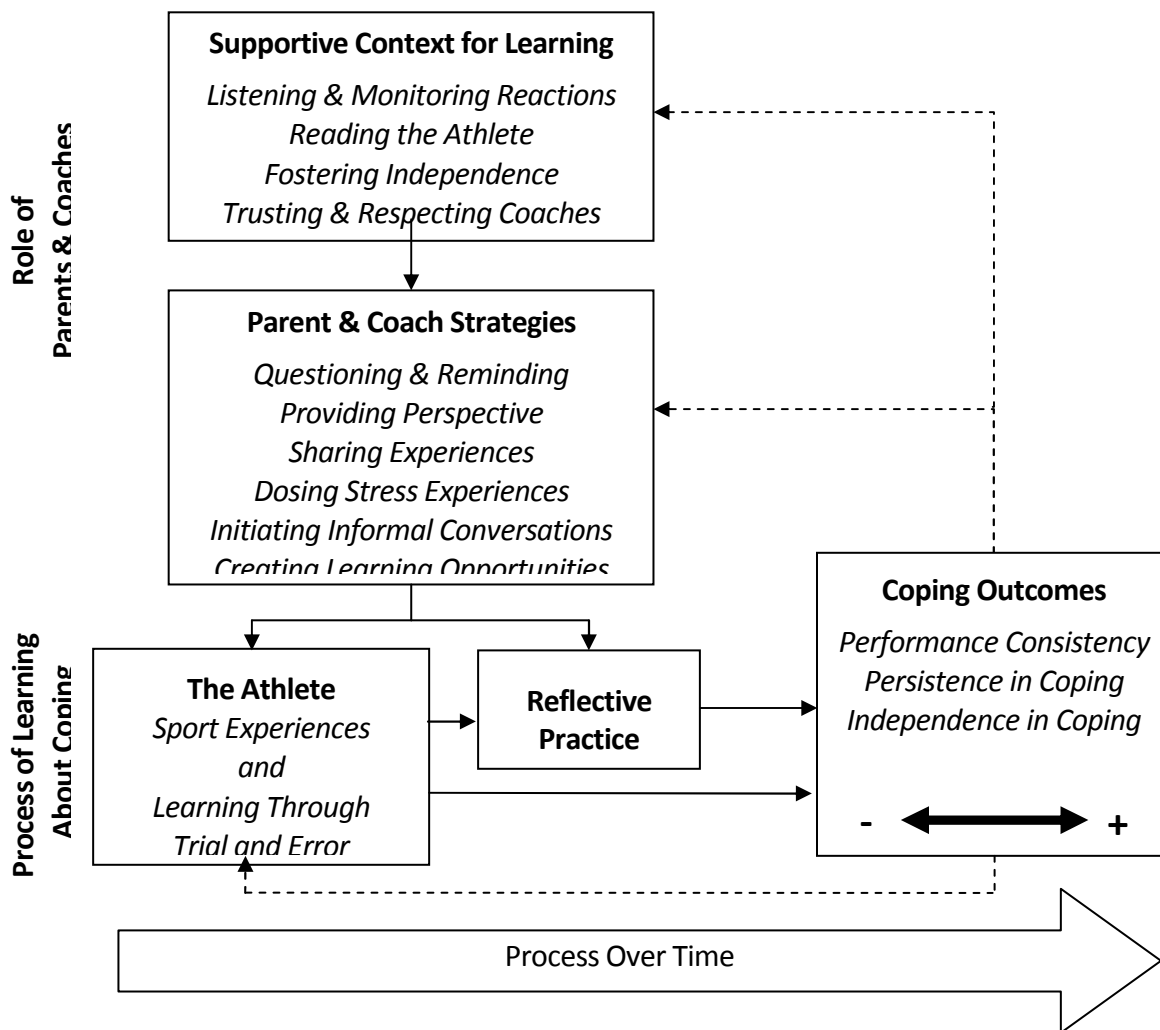 Supportive Context for Learning
Listening & Monitoring Reactions
Reading the Athlete
Fostering Independence
Trusting & Respecting Coaches
Role of
Parents & Coaches
Parent & Coach Strategies
Questioning & Reminding
Providing Perspective
Sharing Experiences
Dosing Stress Experiences
Initiating Informal Conversations
Creating Learning Opportunities
Process of Learning
About Coping
The Athlete
Sport Experiences
and
Learning Through
Trial and Error
Reflective
Practice
Coping Outcomes
Performance Consistency
Persistence in Coping
Independence in Coping
- +
Process Over Time